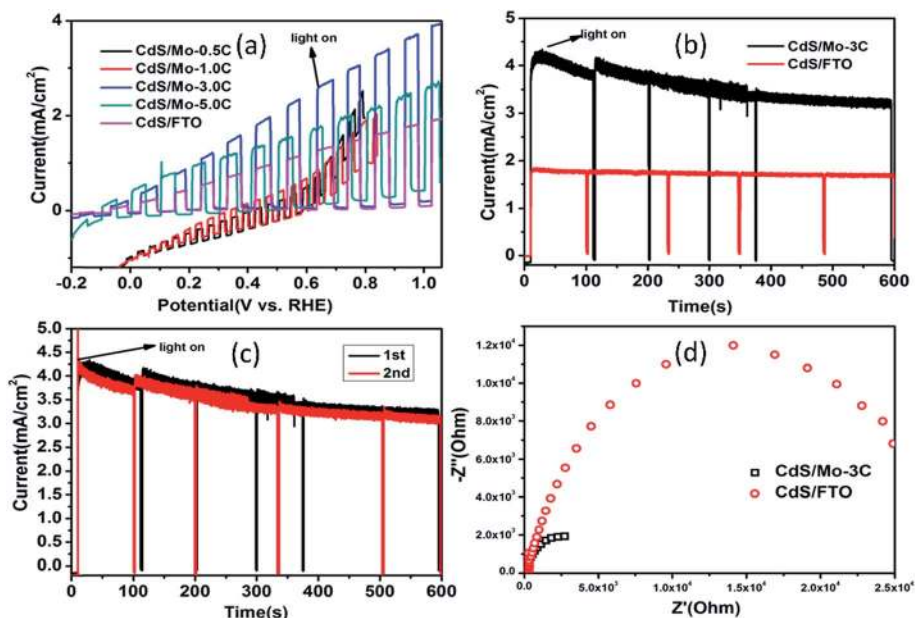 (a)
light on
CdS/Mo-0.5C
CdS/Mo-1.0C
CdS/Mo-3.0C
CdS/Mo-5.0C
CdS/FTO
Current(mA/cm²)
4
2
0
-0.2 0.0 0.2 0.4 0.6 0.8 1.0
Potential(V vs. RHE)
(b)
light on
CdS/Mo-3C
CdS/FTO
Current(mA/cm²)
5
4
3
2
1
0
0 100 200 300 400 500 600
Time(s)
(c)
light on
1st
2nd
Current(mA/cm²)
5.0
4.5
4.0
3.5
3.0
2.5
2.0
1.5
1.0
0.5
0.0
0 100 200 300 400 500 600
Time(s)
(d)
CdS/Mo-3C
CdS/FTO
-Z''(Ohm)
1.2x10⁴
1.0x10⁴
8.0x10³
6.0x10³
4.0x10³
2.0x10³
0.0
0.0 5.0x10³ 1.0x10⁴ 1.5x10⁴ 2.0x10⁴ 2.5x10⁴
Z'(Ohm)